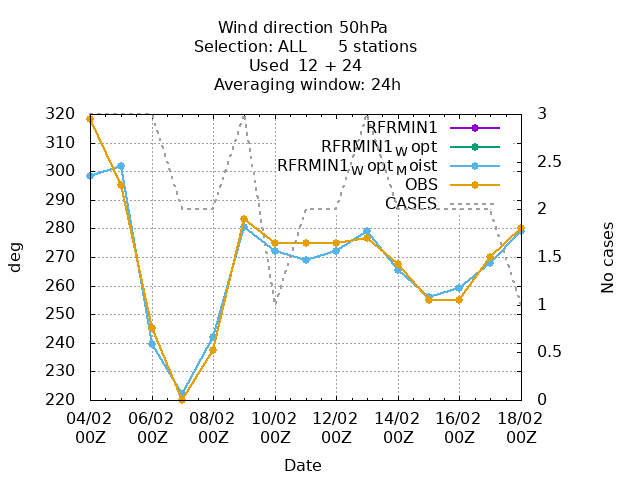 Wind direction 50hPa
Selection: ALL      5 stations
Used  12 + 24
Averaging window: 24h
320
310
300
290
280
270
260
250
240
230
220
deg
3
2.5
2
1.5
1
0.5
0
No cases
RFRMIN1
RFRMIN1W opt
RFRMIN1W optM oist
OBS
CASES
04/02 06/02 08/02 10/02 12/02 14/02 16/02 18/02
00Z 00Z 00Z 00Z 00Z 00Z 00Z 00Z
Date